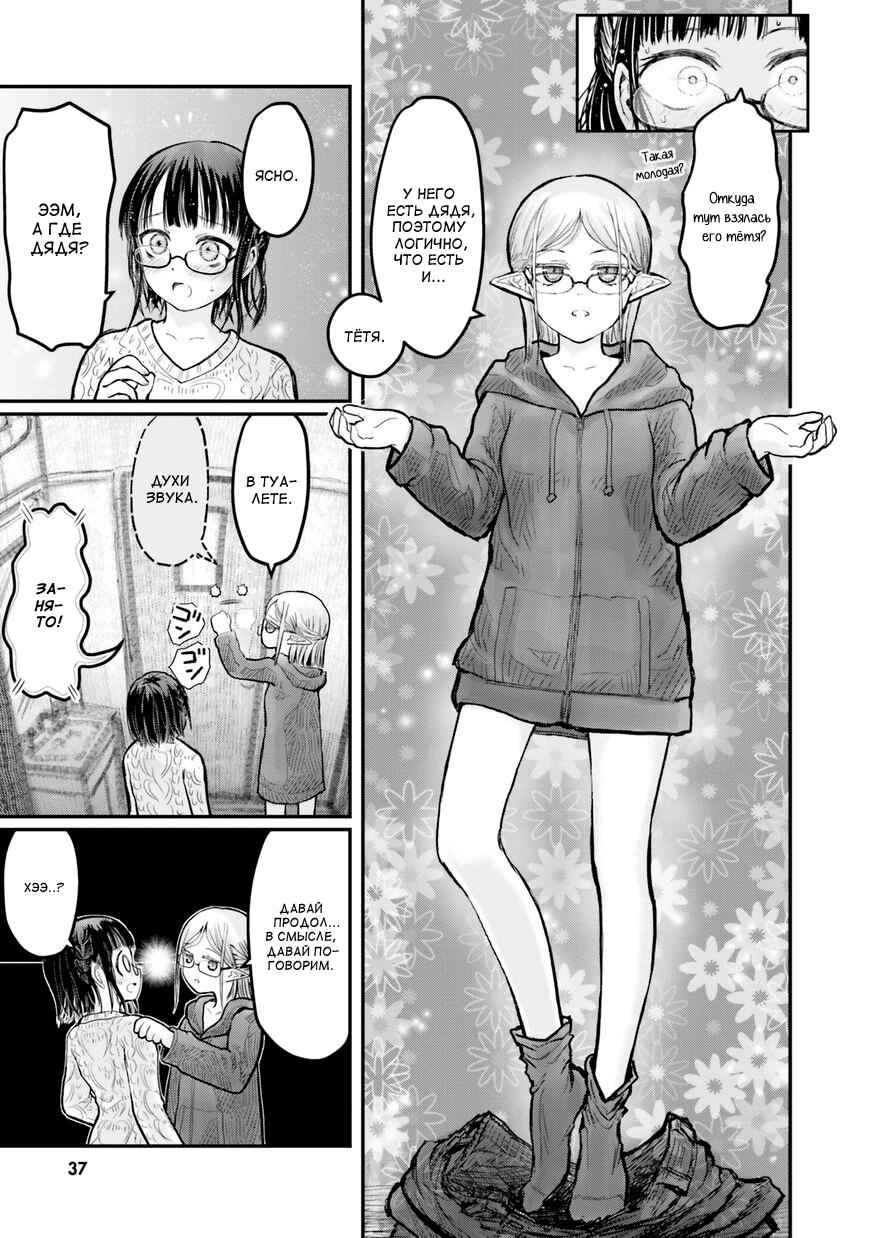 Откуда
тут взялась
его тётя?
Такая
молодая?
У НЕГО
ЕСТЬ ДЯДЯ,
ПОЭТОМУ
ЛОГИЧНО,
ЧТО ЕСТЬ
И...
ТЁТЯ.
ЯСНО.
ЭЭМ,
А ГДЕ
ДЯДЯ?
В ТУА-
ЛЕТЕ.
ДУХИ
ЗВУКА.
ゴン
ゴン
ЗА-
НЯ-
ТО!
ДАВАЙ
ПРОДОЛ...
В СМЫСЛЕ,
ДАВАЙ ПО-
ГОВОРИМ.
ХЭЭ..?
37